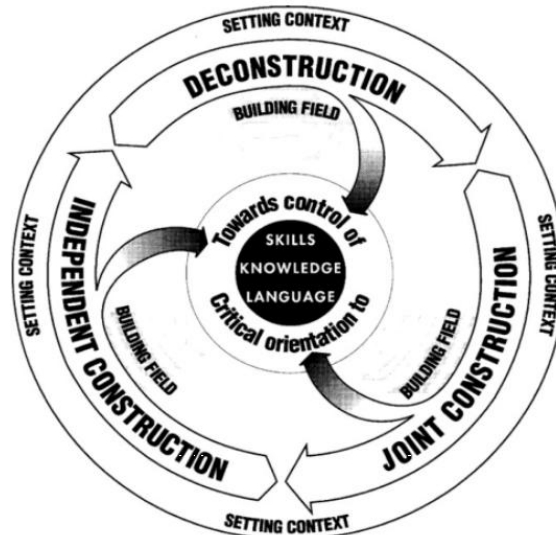 SETTING CONTEXT
DECONSTRUCTION
BUILDING FIELD
SETTING CONTEXT
INDEPENDENT CONSTRUCTION
BUILDING FIELD
Towards control of
SKILLS
KNOWLEDGE
LANGUAGE
Critical orientation to
BUILDING FIELD
JOINT CONSTRUCTION
SETTING CONTEXT
SETTING CONTEXT